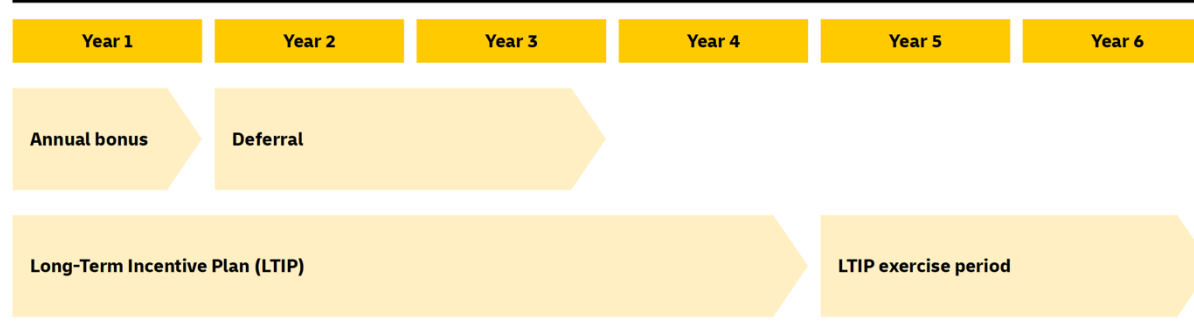 Year 1
Year 2
Year 3
Year 4
Year 5
Year 6
Annual bonus
Deferral
Long-Term Incentive Plan (LTIP)
LTIP exercise period